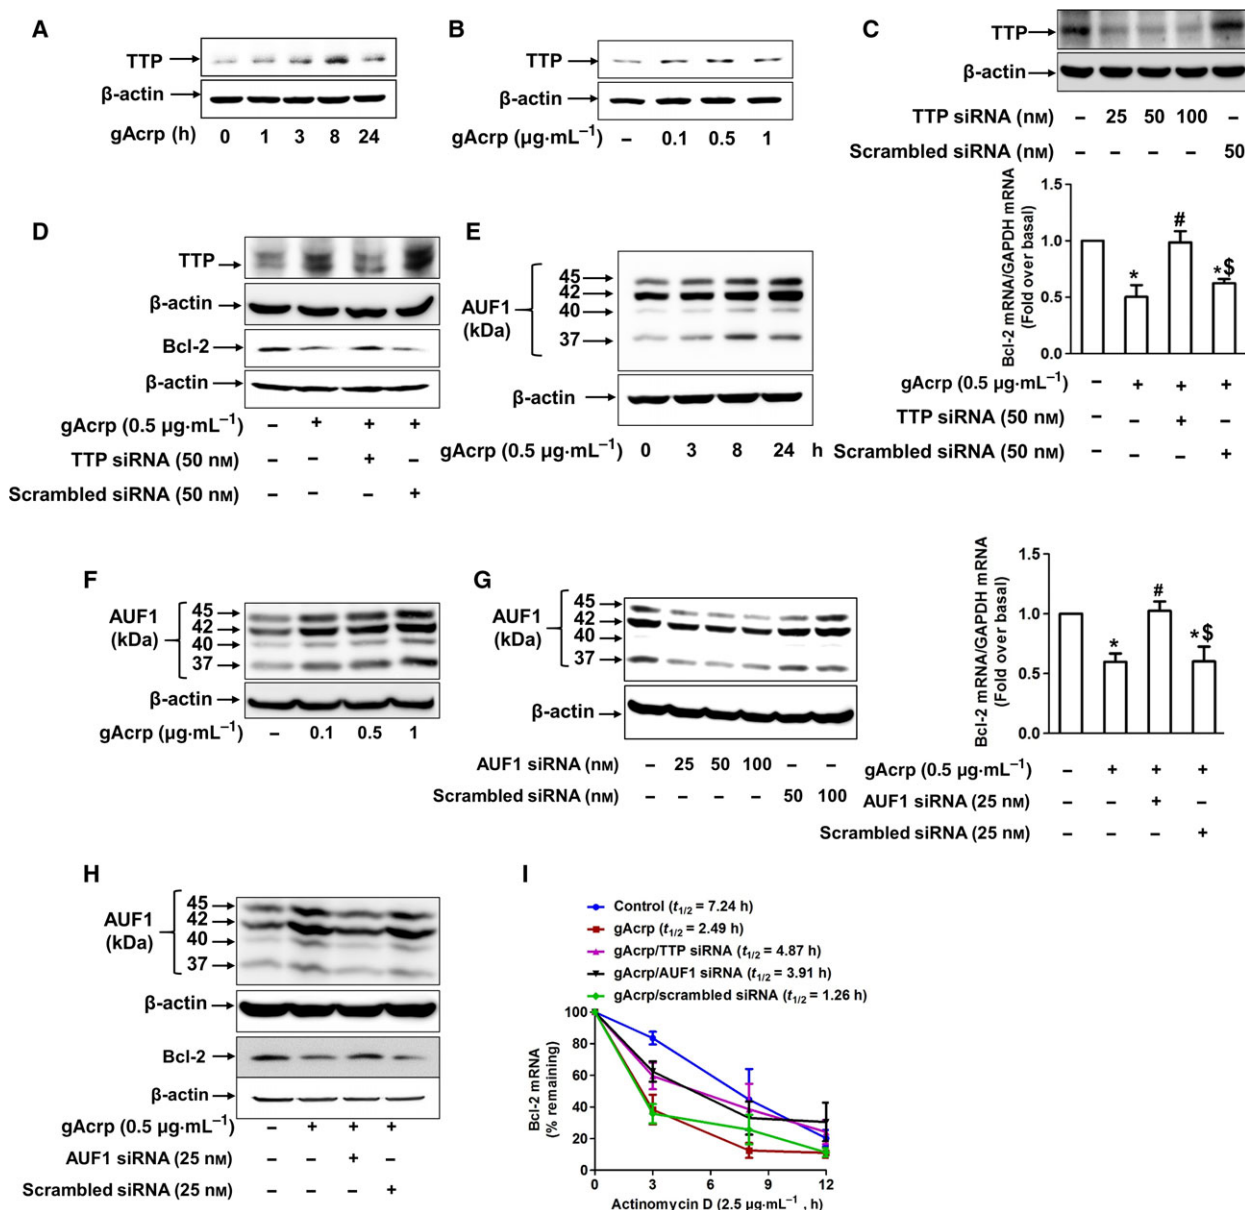 A
TTP
β-actin
gAcrp (h) 0 1 3 8 24
B
TTP
β-actin
gAcrp (µg·mL⁻¹) – 0.1 0.5 1
C
TTP
β-actin
TTP siRNA (nM) – 25 50 100 –
Scrambled siRNA (nM) – – – – 50
Bcl-2 mRNA/GAPDH mRNA
(Fold over basal)
1.5
1.0
0.5
0.0
*
#
*$
gAcrp (0.5 µg·mL⁻¹) – + + +
TTP siRNA (50 nM) – – + –
Scrambled siRNA (50 nM) – – – +
D
TTP
β-actin
Bcl-2
β-actin
gAcrp (0.5 µg·mL⁻¹) – + + +
TTP siRNA (50 nM) – – + –
Scrambled siRNA (50 nM) – – – +
E
AUF1
(kDa)
45
42
40
37
β-actin
gAcrp (0.5 µg·mL⁻¹) 0 3 8 24 h
F
AUF1
(kDa)
45
42
40
37
β-actin
gAcrp (µg·mL⁻¹) – 0.1 0.5 1
G
AUF1
(kDa)
45
42
40
37
β-actin
AUF1 siRNA (nM) – 25 50 100 – –
Scrambled siRNA (nM) – – – – 50 100
Bcl-2 mRNA/GAPDH mRNA
(Fold over basal)
1.5
1.0
0.5
0.0
*
#
*$
gAcrp (0.5 µg·mL⁻¹) – + + +
AUF1 siRNA (25 nM) – – + –
Scrambled siRNA (25 nM) – – – +
H
AUF1
(kDa)
45
42
40
37
β-actin
Bcl-2
β-actin
gAcrp (0.5 µg·mL⁻¹) – + + +
AUF1 siRNA (25 nM) – – + –
Scrambled siRNA (25 nM) – – – +
I
Control (t1/2 = 7.24 h)
gAcrp (t1/2 = 2.49 h)
gAcrp/TTP siRNA (t1/2 = 4.87 h)
gAcrp/AUF1 siRNA (t1/2 = 3.91 h)
gAcrp/scrambled siRNA (t1/2 = 1.26 h)
Bcl-2 mRNA
(% remaining)
100
80
60
40
20
0
0 3 6 9 12
Actinomycin D (2.5 µg·mL⁻¹, h)